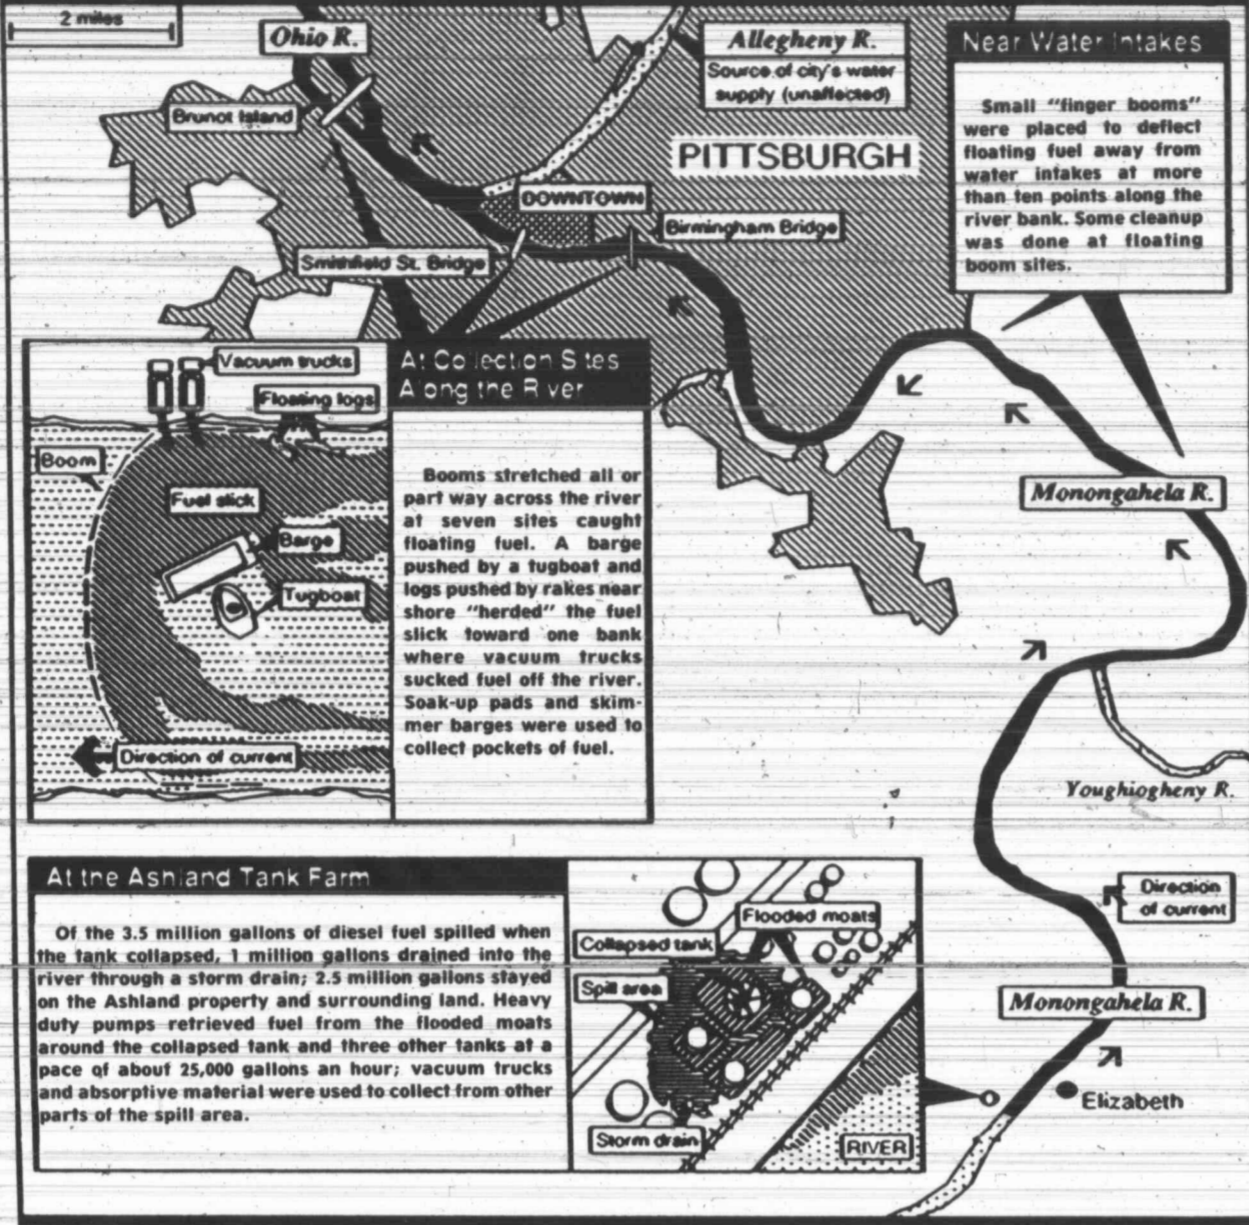 2 miles
Ohio R.
Allegheny R.
Source of city's water
supply (unaffected)
Near Water Intakes
Small "finger booms"
were placed to deflect
floating fuel away from
water intakes at more
than ten points along the
river bank. Some cleanup
was done at floating
boom sites.
Brunot Island
PITTSBURGH
DOWNTOWN
Birmingham Bridge
Smithfield St. Bridge
Vacuum trucks
Floating logs
Boom
Fuel slick
Barge
Tugboat
Direction of current
At Collection Sites
Along the River
Booms stretched all or
part way across the river
at seven sites caught
floating fuel. A barge
pushed by a tugboat and
logs pushed by rakes near
shore "herded" the fuel
slick toward one bank
where vacuum trucks
sucked fuel off the river.
Soak-up pads and skim-
mer barges were used to
collect pockets of fuel.
Monongahela R.
Youghiogheny R.
Direction
of current
Monongahela R.
Elizabeth
At the Ashland Tank Farm
Of the 3.5 million gallons of diesel fuel spilled when
the tank collapsed, 1 million gallons drained into the
river through a storm drain; 2.5 million gallons stayed
on the Ashland property and surrounding land. Heavy
duty pumps retrieved fuel from the flooded moats
around the collapsed tank and three other tanks at a
pace of about 25,000 gallons an hour; vacuum trucks
and absorptive material were used to collect from other
parts of the spill area.
Flooded moats
Collapsed tank
Spill area
Storm drain
RIVER